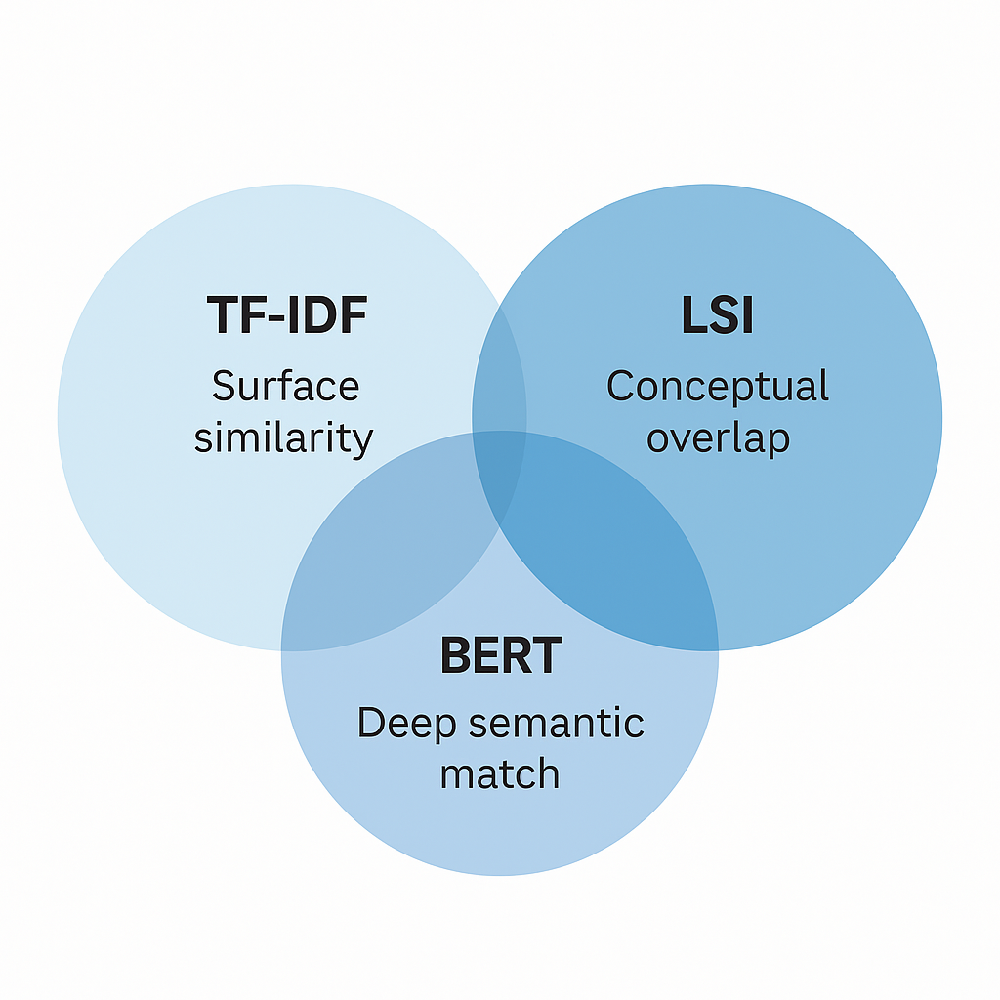 TF-IDF
Surface
similarity
LSI
Conceptual
overlap
BERT
Deep semantic
match